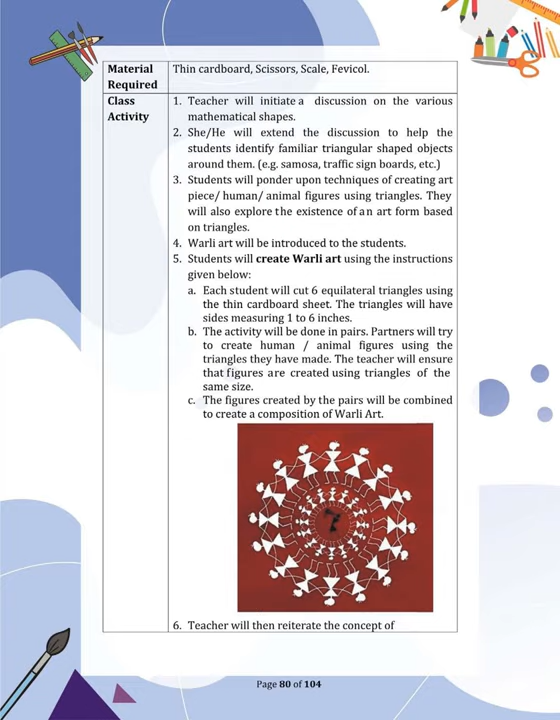 Material Required
Thin cardboard, Scissors, Scale, Fevicol.
Class Activity
1. Teacher will initiate a discussion on the various
mathematical shapes.
2. She/He will extend the discussion to help the
students identify familiar triangular shaped objects
around them. (e.g. samosa, traffic sign boards, etc.)
3. Students will ponder upon techniques of creating art
piece/ human/ animal figures using triangles. They
will also explore the existence of an art form based
on triangles.
4. Warli art will be introduced to the students.
5. Students will create Warli art using the instructions
given below:
a. Each student will cut 6 equilateral triangles using
the thin cardboard sheet. The triangles will have
sides measuring 1 to 6 inches.
b. The activity will be done in pairs. Partners will try
to create human / animal figures using the
triangles they have made. The teacher will ensure
that figures are created using triangles of the
same size.
c. The figures created by the pairs will be combined
to create a composition of Warli Art.
6. Teacher will then reiterate the concept of
Page 80 of 104